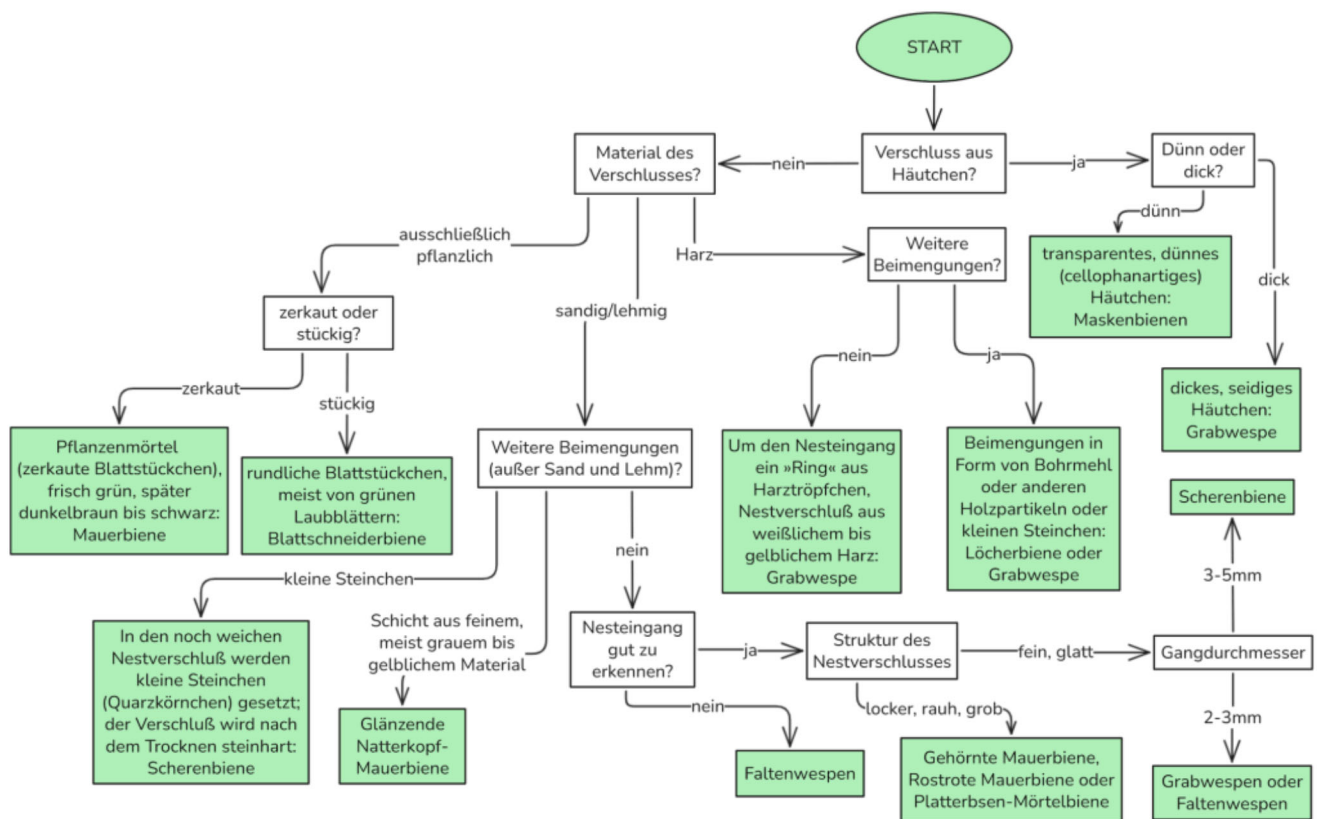 START
Material des
Verschlusses?
nein
Verschluss aus
Häutchen?
ja
Dünn oder
dick?
dünn
ausschließlich
pflanzlich
Harz
Weitere
Beimengungen?
transparentes, dünnes
(cellophanartiges)
Häutchen:
Maskenbienen
dick
zerkaut oder
stückig?
sandig/lehmig
nein
ja
zerkaut
stückig
dickes, seidiges
Häutchen:
Grabwespe
Pflanzenmörtel
(zerkaute Blattstückchen),
frisch grün, später
dunkelbraun bis schwarz:
Mauerbiene
rundliche Blattstückchen,
meist von grünen
Laubblättern:
Blattschneiderbiene
Weitere Beimengungen
(außer Sand und Lehm)?
Um den Nesteingang
ein »Ring« aus
Harztröpfchen,
Nestverschluß aus
weißlichem bis
gelblichem Harz:
Grabwespe
Beimengungen in
Form von Bohrmehl
oder anderen
Holzpartikeln oder
kleinen Steinchen:
Löcherbiene oder
Grabwespe
Scherenbiene
nein
kleine Steinchen
3-5mm
Schicht aus feinem,
meist grauem bis
gelblichem Material
In den noch weichen
Nestverschluß werden
kleine Steinchen
(Quarzkörnchen) gesetzt;
der Verschluß wird nach
dem Trocknen steinhart:
Scherenbiene
Nesteingang
gut zu
erkennen?
ja
Struktur des
Nestverschlusses
fein, glatt
Gangdurchmesser
nein
locker, rauh, grob
2-3mm
Glänzende
Natterkopf-
Mauerbiene
Faltenwespen
Gehörnte Mauerbiene,
Rostrote Mauerbiene oder
Platterbsen-Mörtelbiene
Grabwespen oder
Faltenwespen